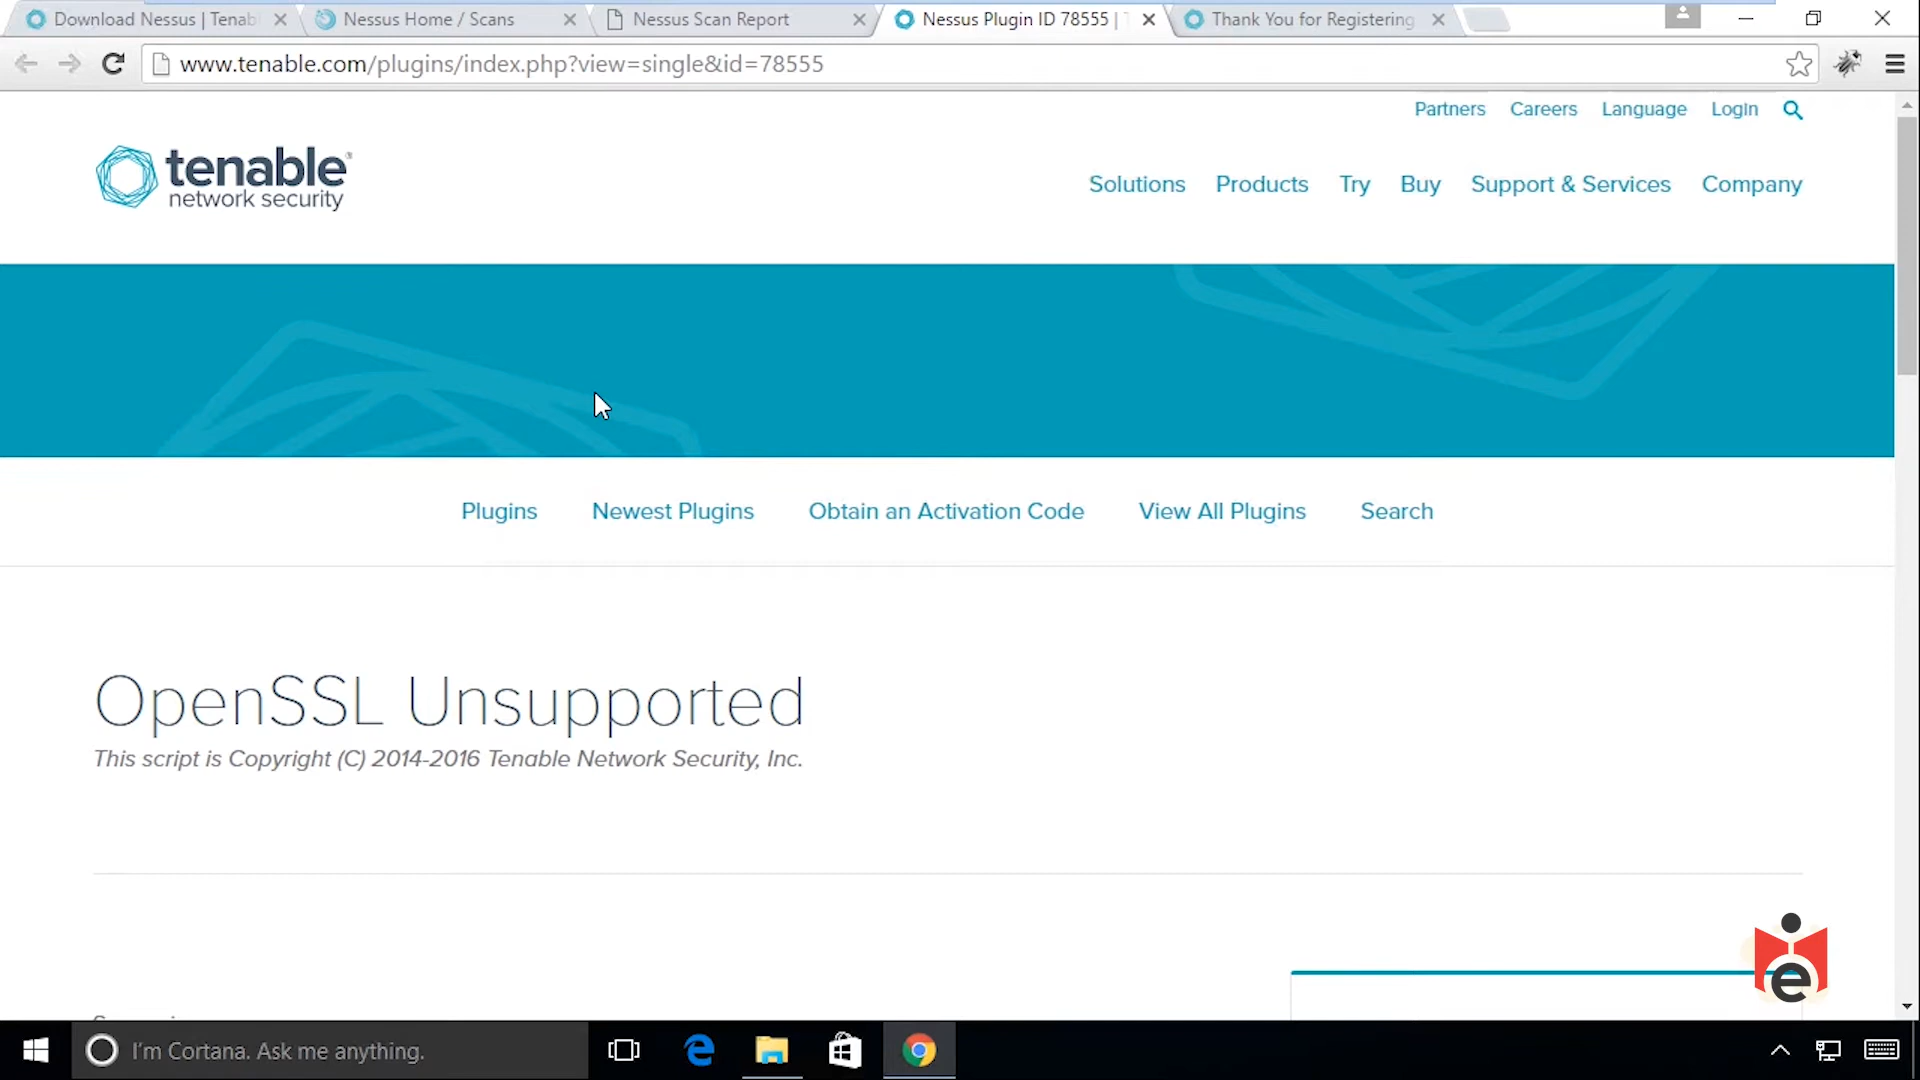 Download Nessus | Tenab
Nessus Home / Scans
Nessus Scan Report
Nessus Plugin ID 78555 | T
Thank You for Registering
www.tenable.com/plugins/index.php?view=single&id=78555
Partners Careers Language Login
tenable
network security
Solutions Products Try Buy Support & Services Company
Plugins Newest Plugins Obtain an Activation Code View All Plugins Search
OpenSSL Unsupported
This script is Copyright (C) 2014-2016 Tenable Network Security, Inc.
e
I'm Cortana. Ask me anything.